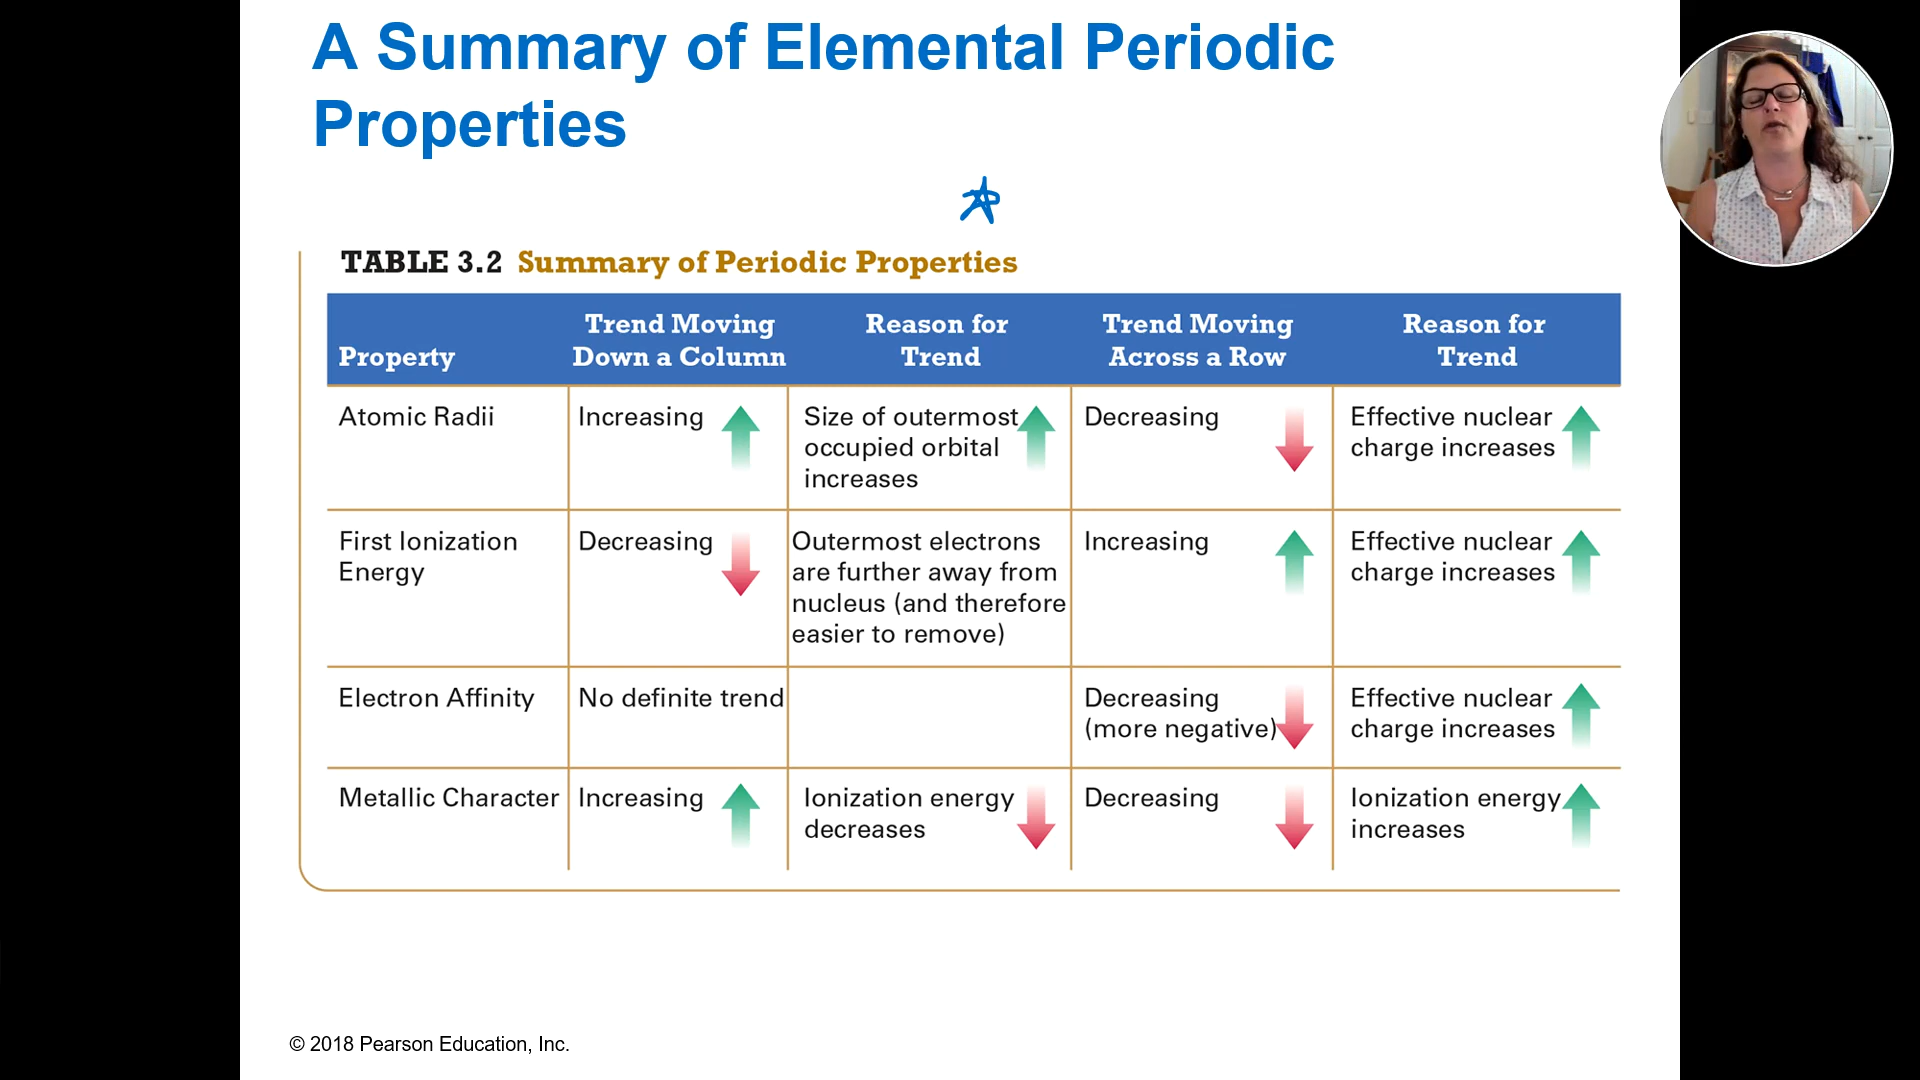 A Summary of Elemental Periodic
Properties
TABLE 3.2 Summary of Periodic Properties
Property
Trend Moving
Down a Column
Reason for
Trend
Trend Moving
Across a Row
Reason for
Trend
Atomic Radii
Increasing
Size of outermost
occupied orbital
increases
Decreasing
Effective nuclear
charge increases
First Ionization
Energy
Decreasing
Outermost electrons
are further away from
nucleus (and therefore
easier to remove)
Increasing
Effective nuclear
charge increases
Electron Affinity
No definite trend
Decreasing
(more negative)
Effective nuclear
charge increases
Metallic Character
Increasing
Ionization energy
decreases
Decreasing
Ionization energy
increases
© 2018 Pearson Education, Inc.